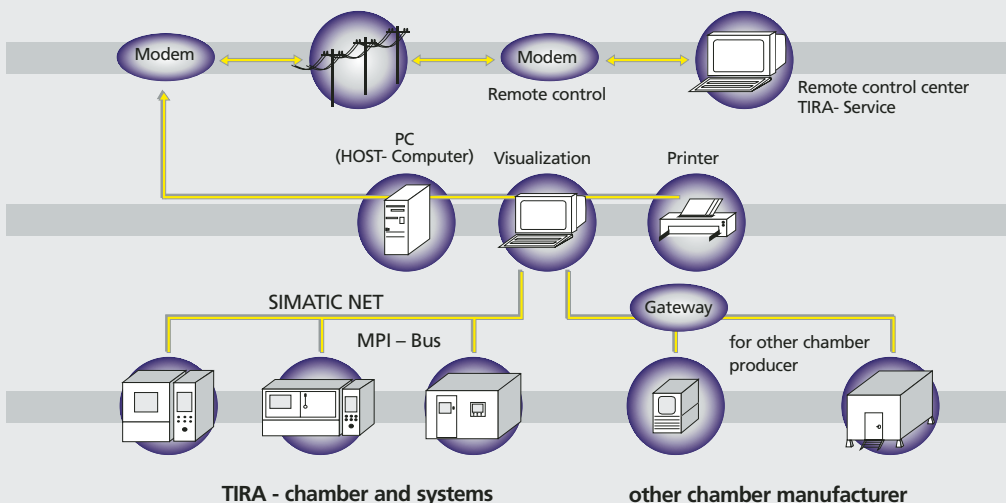 Modem
Modem
Remote control
Remote control center
TIRA- Service
PC
(HOST- Computer)
Visualization
Printer
SIMATIC NET
MPI – Bus
Gateway
for other chamber
producer
TIRA - chamber and systems
other chamber manufacturer